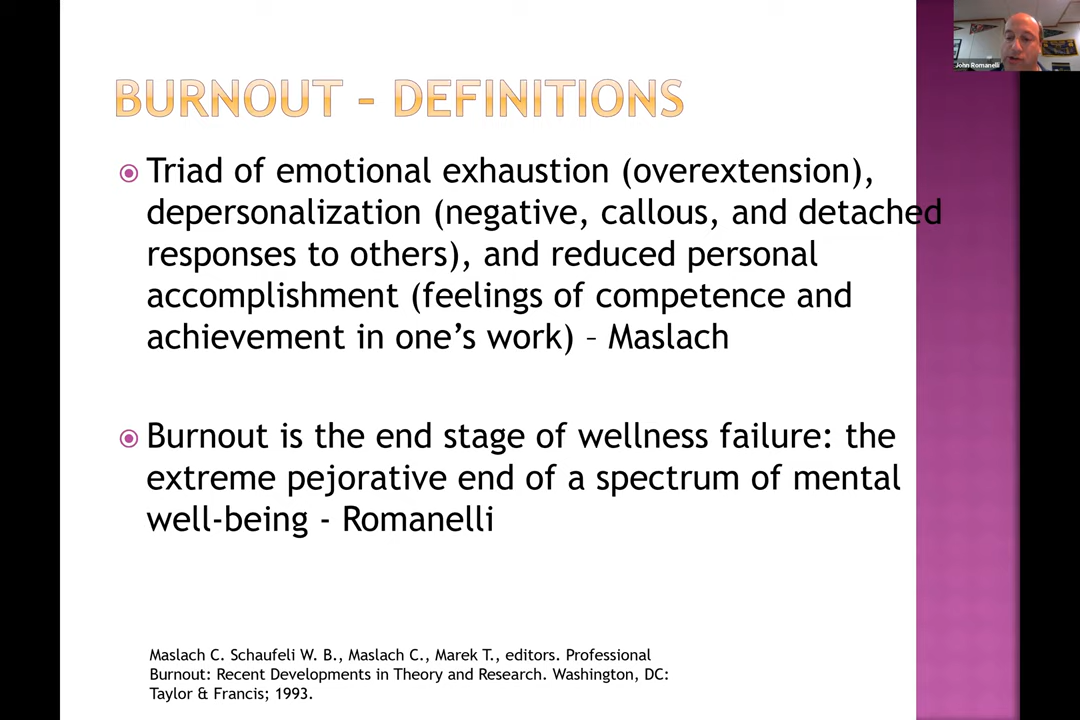 John Romanelli
BURNOUT – DEFINITIONS
Triad of emotional exhaustion (overextension),
depersonalization (negative, callous, and detached
responses to others), and reduced personal
accomplishment (feelings of competence and
achievement in one’s work) – Maslach
Burnout is the end stage of wellness failure: the
extreme pejorative end of a spectrum of mental
well-being - Romanelli
Maslach C. Schaufeli W. B., Maslach C., Marek T., editors. Professional
Burnout: Recent Developments in Theory and Research. Washington, DC:
Taylor & Francis; 1993.